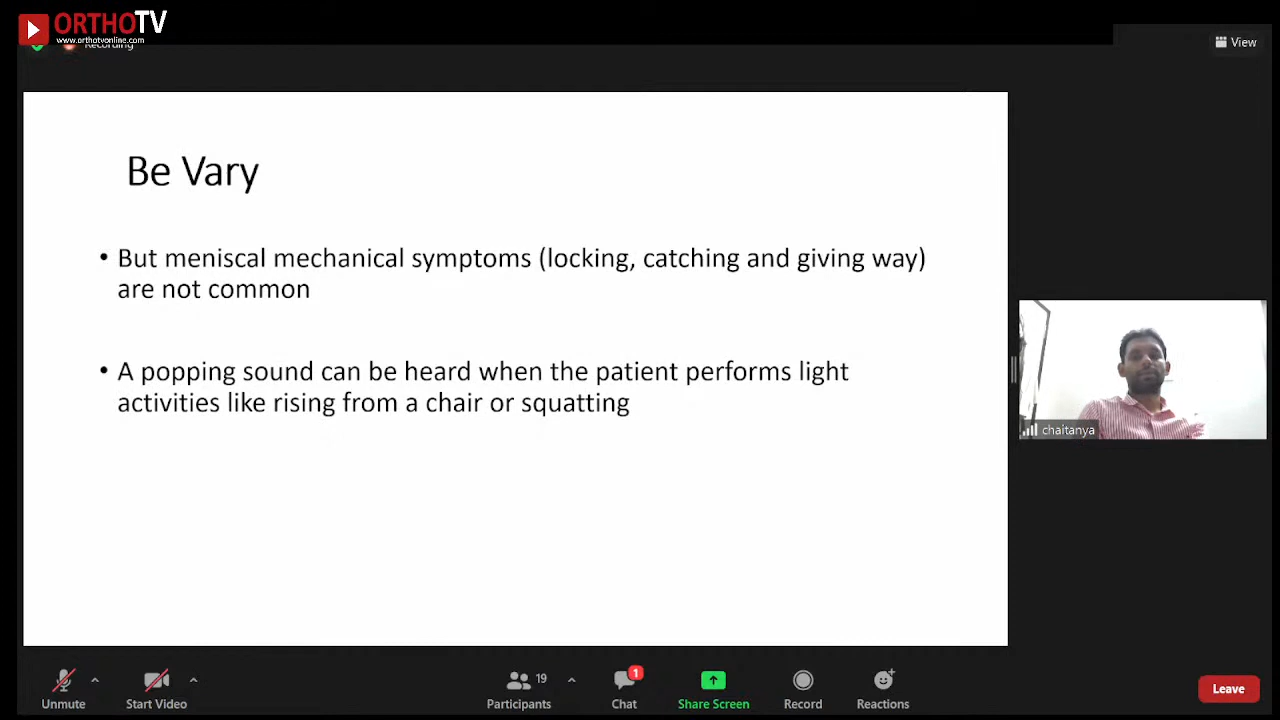 ORTHOTV
www.orthotvonline.com
Recording
View
Be Vary
• But meniscal mechanical symptoms (locking, catching and giving way)
are not common
• A popping sound can be heard when the patient performs light
activities like rising from a chair or squatting
chaitanya
Unmute
Start Video
Participants
19
Chat
1
Share Screen
Record
Reactions
Leave